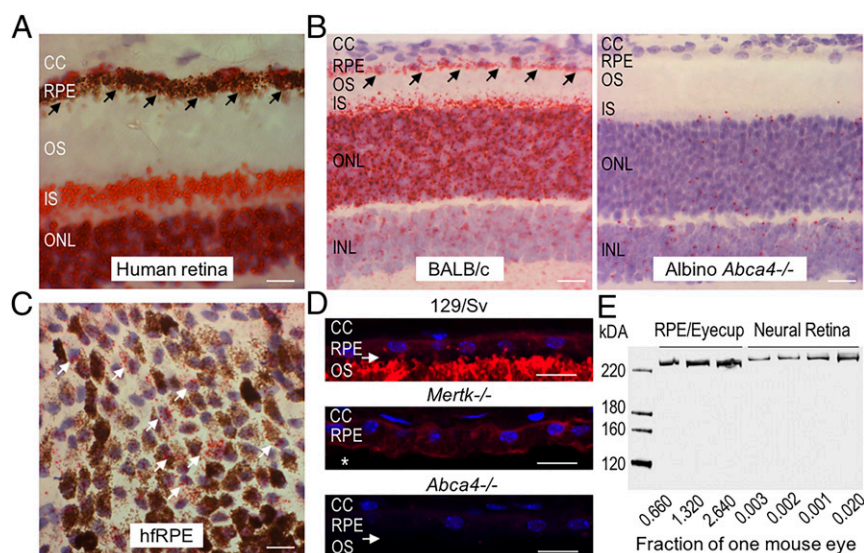 A
CC
RPE
OS
IS
ONL
Human retina
B
CC
RPE
OS
IS
ONL
INL
BALB/c
CC
RPE
OS
IS
ONL
INL
Albino Abca4-/-
C
hfRPE
D
129/Sv
CC
RPE
OS
Mertk-/-
CC
RPE
*
Abca4-/-
CC
RPE
OS
E
kDA RPE/Eyecup Neural Retina
220
180
160
120
0.660 1.320 2.640 0.003 0.002 0.001 0.020
Fraction of one mouse eye